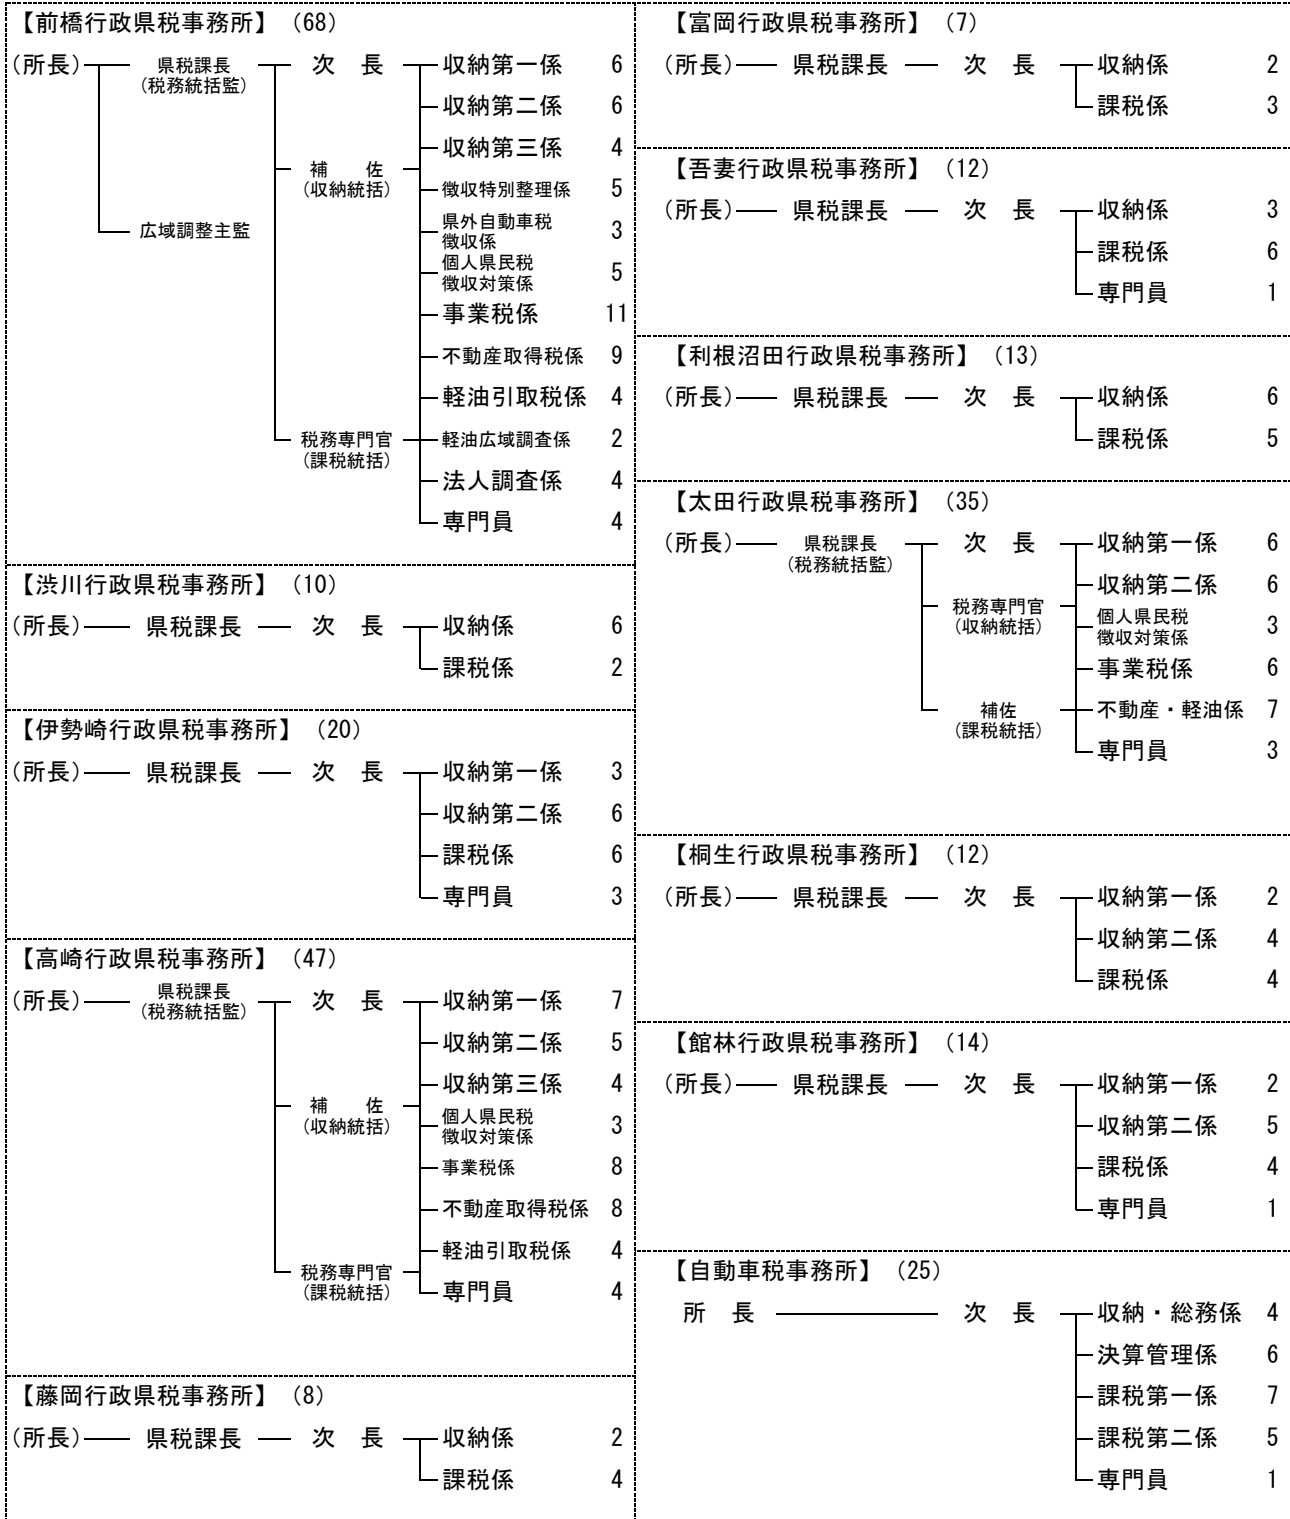 【前橋行政県税事務所】（68）
（所長） 県税課長 次　長 収納第一係 6
（税務統括監）
収納第二係 6
収納第三係 4
補　佐
（収納統括）
徴収特別整理係 5
広域調整主監
県外自動車税 3
徴収係
個人県民税 5
徴収対策係
事業税係 11
不動産取得税係 9
軽油引取税係 4
税務専門官 軽油広域調査係 2
（課税統括）
法人調査係 4
専門員 4
【渋川行政県税事務所】（10）
（所長） 県税課長 次　長 収納係 6
課税係 2
【伊勢崎行政県税事務所】（20）
（所長） 県税課長 次　長 収納第一係 3
収納第二係 6
課税係 6
専門員 3
【高崎行政県税事務所】（47）
（所長） 県税課長 次　長 収納第一係 7
（税務統括監）
収納第二係 5
収納第三係 4
補　佐
（収納統括）
個人県民税 3
徴収対策係
事業税係 8
不動産取得税係 8
軽油引取税係 4
税務専門官
（課税統括）
専門員 4
【藤岡行政県税事務所】（8）
（所長） 県税課長 次　長 収納係 2
課税係 4
【富岡行政県税事務所】（7）
（所長） 県税課長 次　長 収納係 2
課税係 3
【吾妻行政県税事務所】（12）
（所長） 県税課長 次　長 収納係 3
課税係 6
専門員 1
【利根沼田行政県税事務所】（13）
（所長） 県税課長 次　長 収納係 6
課税係 5
【太田行政県税事務所】（35）
（所長） 県税課長 次　長 収納第一係 6
（税務統括監）
収納第二係 6
税務専門官
（収納統括）
個人県民税 3
徴収対策係
事業税係 6
補佐 不動産・軽油係 7
（課税統括）
専門員 3
【桐生行政県税事務所】（12）
（所長） 県税課長 次　長 収納第一係 2
収納第二係 4
課税係 4
【館林行政県税事務所】（14）
（所長） 県税課長 次　長 収納第一係 2
収納第二係 5
課税係 4
専門員 1
【自動車税事務所】（25）
所　長 次　長 収納・総務係 4
決算管理係 6
課税第一係 7
課税第二係 5
専門員 1